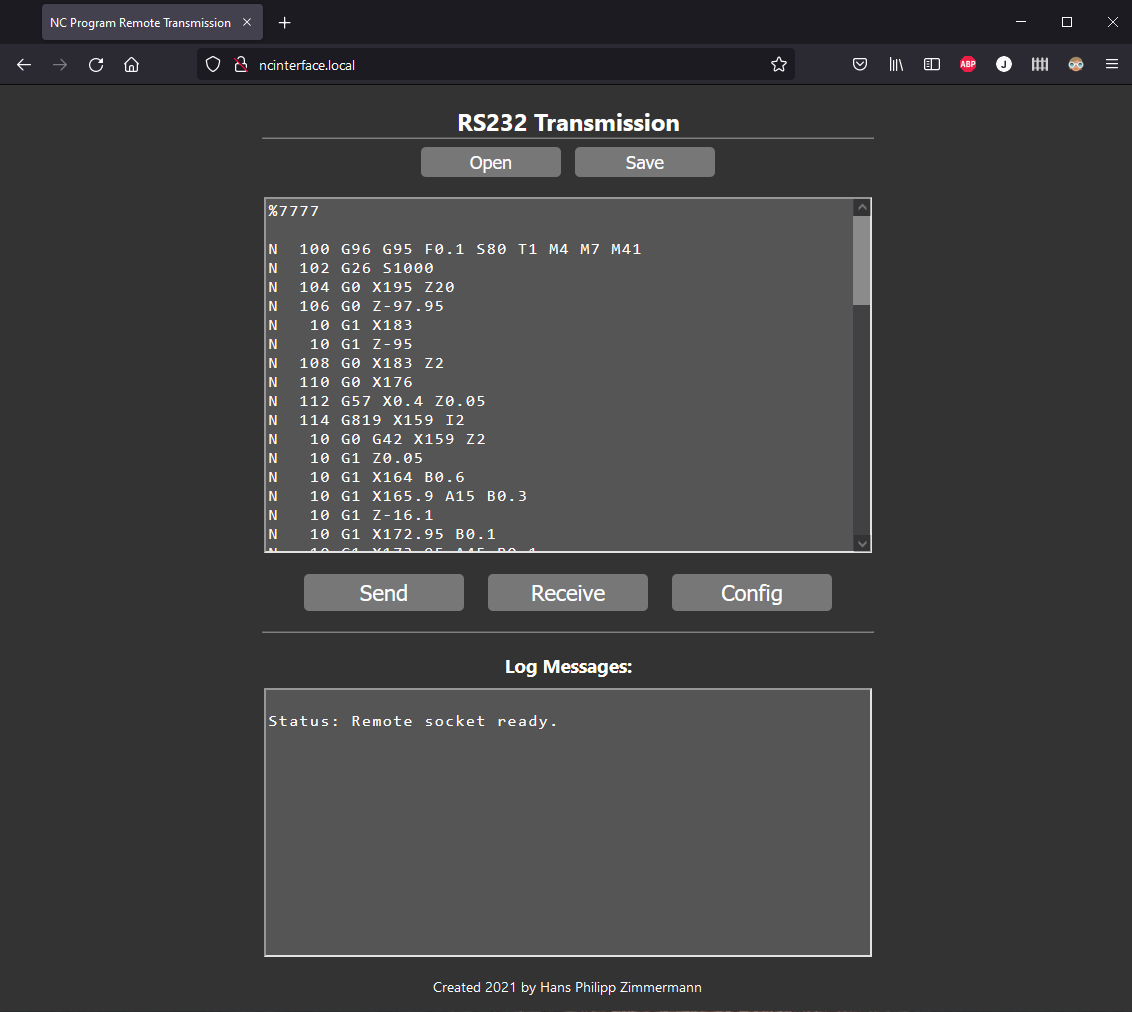 NC Program Remote Transmission
ncinterface.local
ABP
J
RS232 Transmission
Open Save
%7777
N  100 G96 G95 F0.1 S80 T1 M4 M7 M41
N  102 G26 S1000
N  104 G0 X195 Z20
N  106 G0 Z-97.95
N   10 G1 X183
N   10 G1 Z-95
N  108 G0 X183 Z2
N  110 G0 X176
N  112 G57 X0.4 Z0.05
N  114 G819 X159 I2
N   10 G0 G42 X159 Z2
N   10 G1 Z0.05
N   10 G1 X164 B0.6
N   10 G1 X165.9 A15 B0.3
N   10 G1 Z-16.1
N   10 G1 X172.95 B0.1
Send Receive Config
Log Messages:
Status: Remote socket ready.
Created 2021 by Hans Philipp Zimmermann